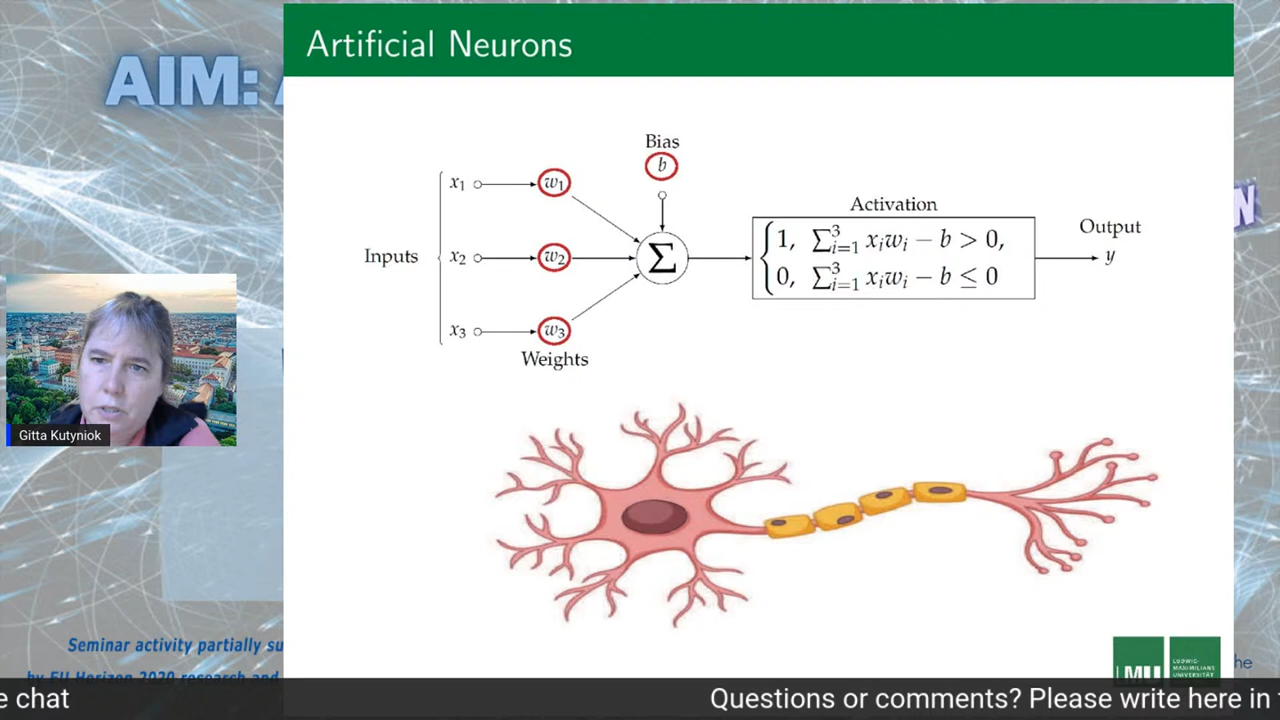 Artificial Neurons
AIM:
Bias
b
x1
w1
Activation
1, ∑³ᵢ₌₁ xᵢwᵢ − b > 0,
0, ∑³ᵢ₌₁ xᵢwᵢ − b ≤ 0
Output
y
Inputs
x2
w2
Σ
x3
w3
Weights
N
Gitta Kutyniok
Seminar activity partially su
by EU Horizon 2020 research and
LMU
LUDWIG-
MAXIMILIANS
UNIVERSITÄT
he
e chat
Questions or comments? Please write here in